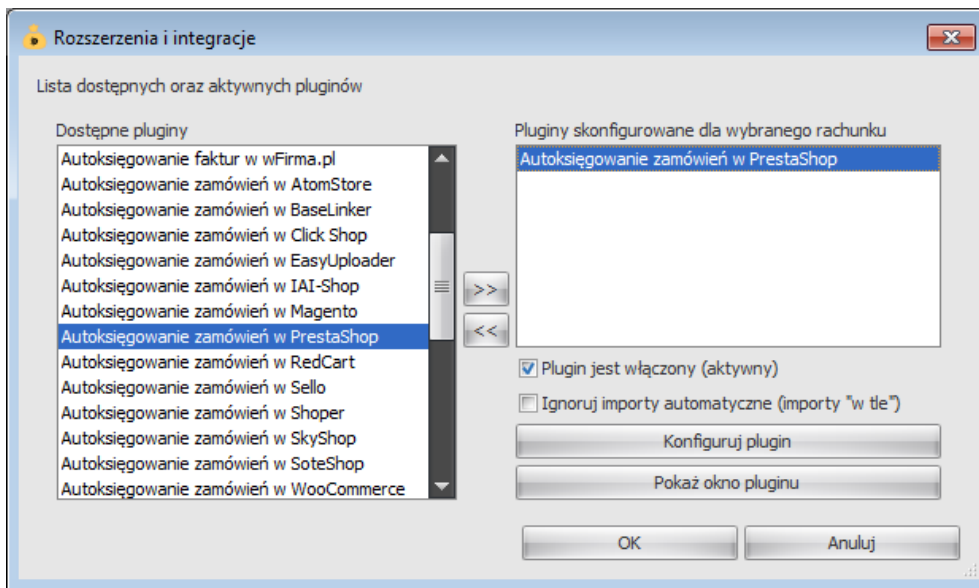 Rozszerzenia i integracje
Lista dostępnych oraz aktywnych pluginów
Dostępne pluginy
Autoksięgowanie faktur w wFirma.pl
Autoksięgowanie zamówień w AtomStore
Autoksięgowanie zamówień w BaseLinker
Autoksięgowanie zamówień w Click Shop
Autoksięgowanie zamówień w EasyUploader
Autoksięgowanie zamówień w IAI-Shop
Autoksięgowanie zamówień w Magento
Autoksięgowanie zamówień w PrestaShop
Autoksięgowanie zamówień w RedCart
Autoksięgowanie zamówień w Sello
Autoksięgowanie zamówień w Shoper
Autoksięgowanie zamówień w SkyShop
Autoksięgowanie zamówień w SoteShop
Autoksięgowanie zamówień w WooCommerce
>>
<<
Pluginy skonfigurowane dla wybranego rachunku
Autoksięgowanie zamówień w PrestaShop
Plugin jest włączony (aktywny)
Ignoruj importy automatyczne (importy "w tle")
Konfiguruj plugin
Pokaż okno pluginu
OK
Anuluj